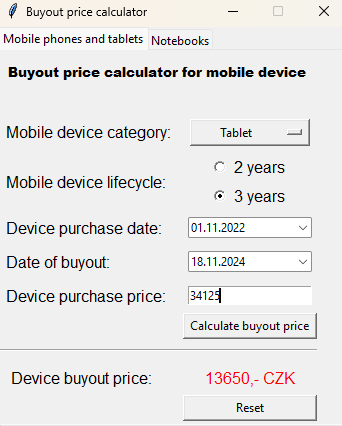 Buyout price calculator
Mobile phones and tablets Notebooks
Buyout price calculator for mobile device
Mobile device category: Tablet
2 years
Mobile device lifecycle:
3 years
Device purchase date: 01.11.2022
Date of buyout: 18.11.2024
Device purchase price: 34125
Calculate buyout price
Device buyout price: 13650,- CZK
Reset